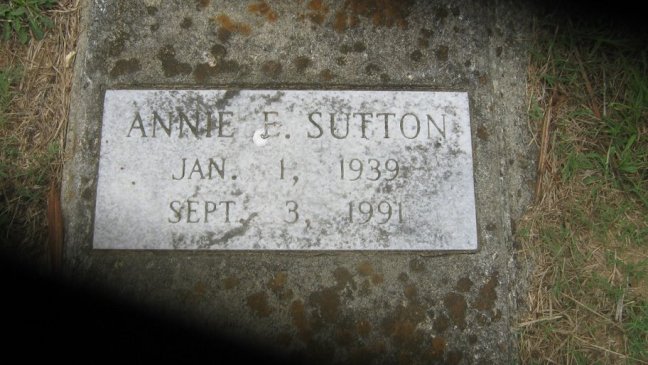 ANNIE E. SUTTON
JAN. 1, 1939
SEPT. 3, 1991